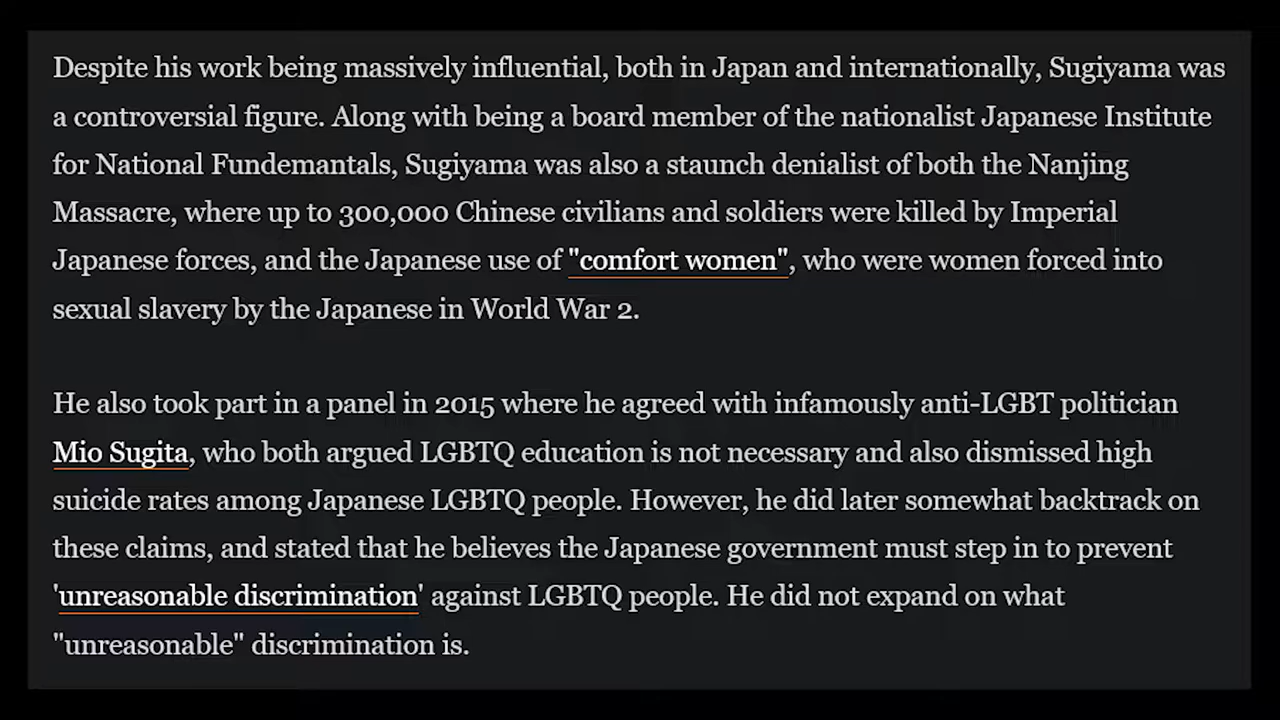 Despite his work being massively influential, both in Japan and internationally, Sugiyama was
a controversial figure. Along with being a board member of the nationalist Japanese Institute
for National Fundemantals, Sugiyama was also a staunch denialist of both the Nanjing
Massacre, where up to 300,000 Chinese civilians and soldiers were killed by Imperial
Japanese forces, and the Japanese use of "comfort women", who were women forced into
sexual slavery by the Japanese in World War 2.
He also took part in a panel in 2015 where he agreed with infamously anti-LGBT politician
Mio Sugita, who both argued LGBTQ education is not necessary and also dismissed high
suicide rates among Japanese LGBTQ people. However, he did later somewhat backtrack on
these claims, and stated that he believes the Japanese government must step in to prevent
'unreasonable discrimination' against LGBTQ people. He did not expand on what
"unreasonable" discrimination is.